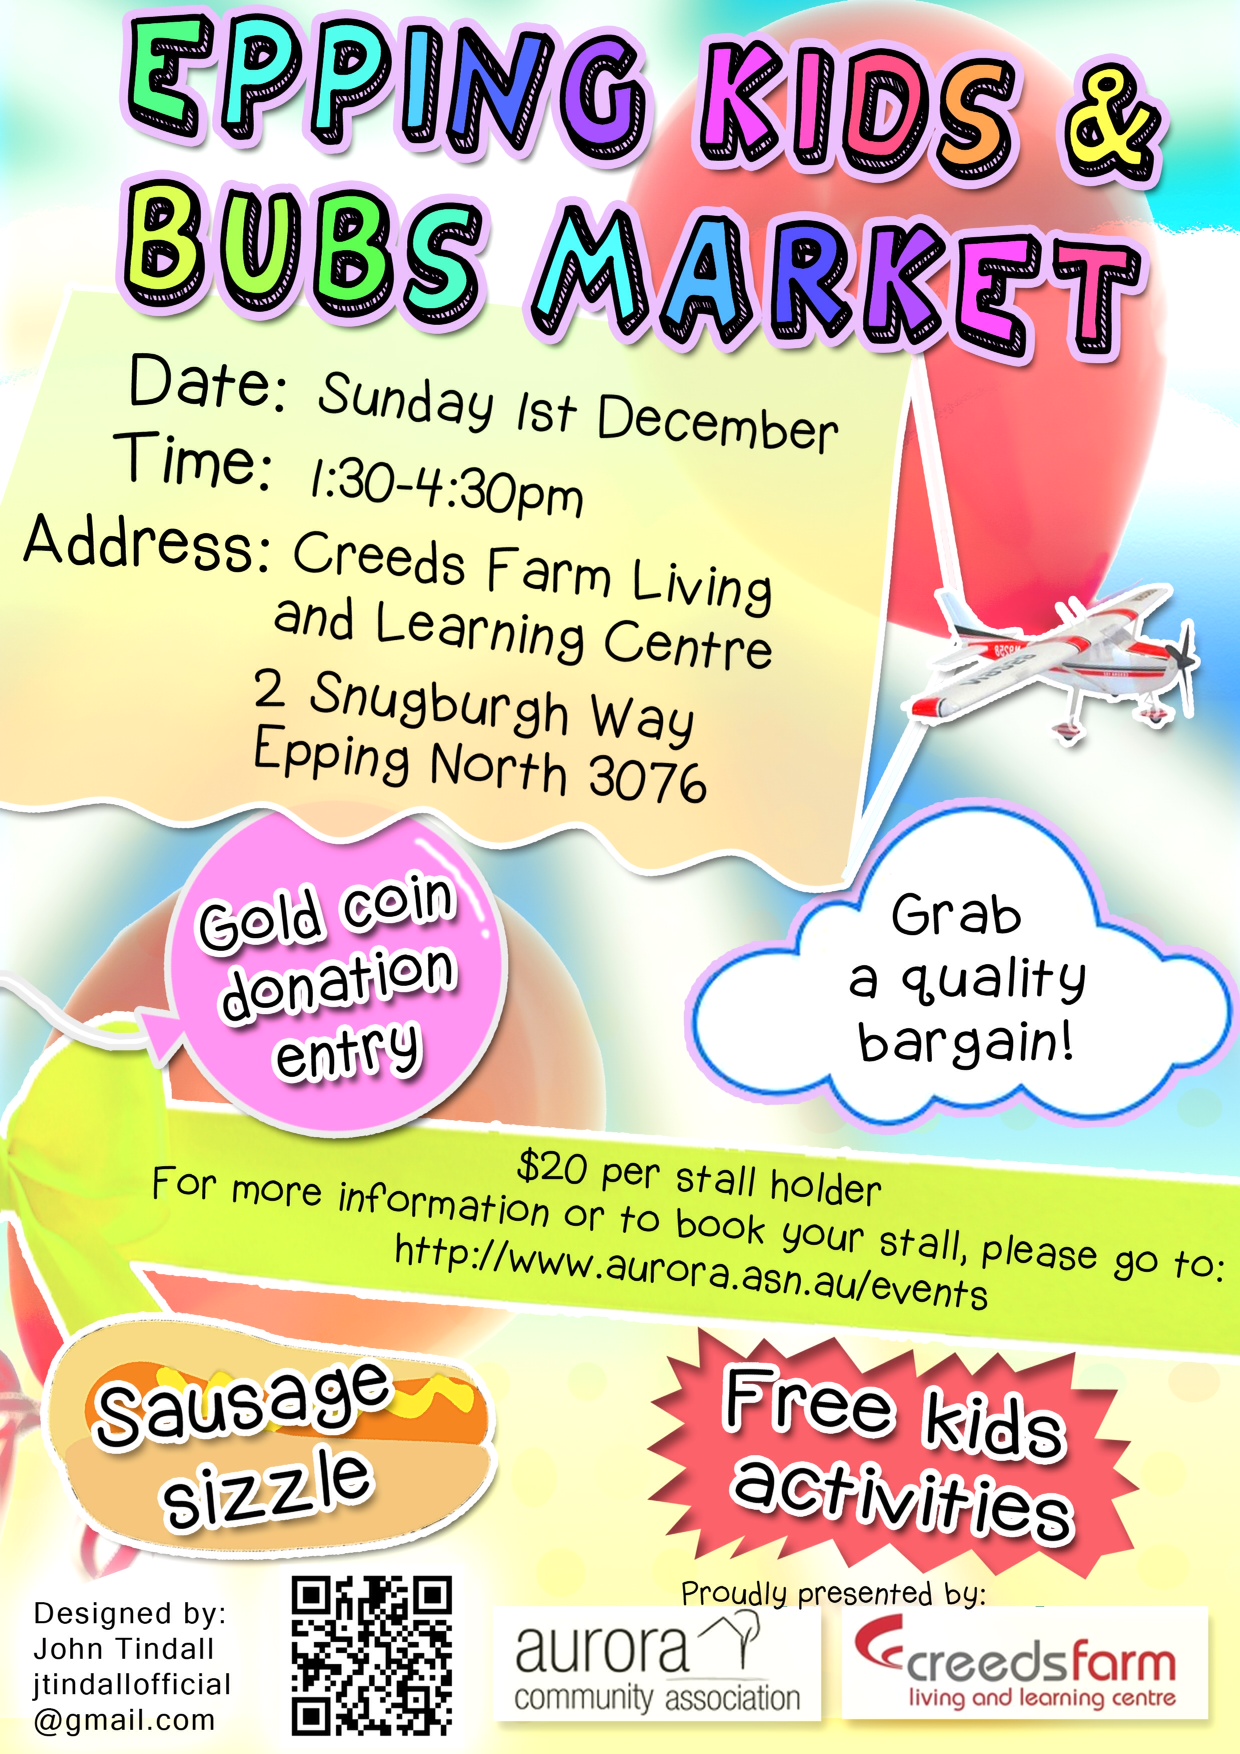 EPPING KIDS &
BUBS MARKET
Date: Sunday 1st December
Time: 1:30-4:30pm
Address: Creeds Farm Living
and Learning Centre
2 Snugburgh Way
Epping North 3076
Gold coin
donation
entry
Grab
a quality
bargain!
$20 per stall holder
For more information or to book your stall, please go to:
http://www.aurora.asn.au/events
Sausage
sizzle
Free kids
activities
Designed by:
John Tindall
jtindallofficial
@gmail.com
Proudly presented by:
aurora
community association
creedsfarm
living and learning centre